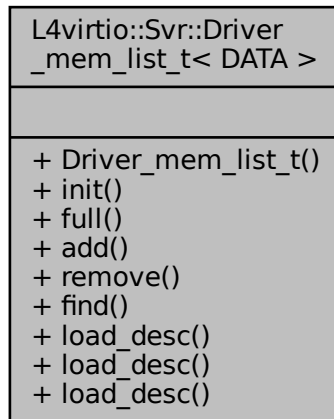 L4virtio::Svr::Driver
_mem_list_t< DATA >
+ Driver_mem_list_t()
+ init()
+ full()
+ add()
+ remove()
+ find()
+ load_desc()
+ load_desc()
+ load_desc()